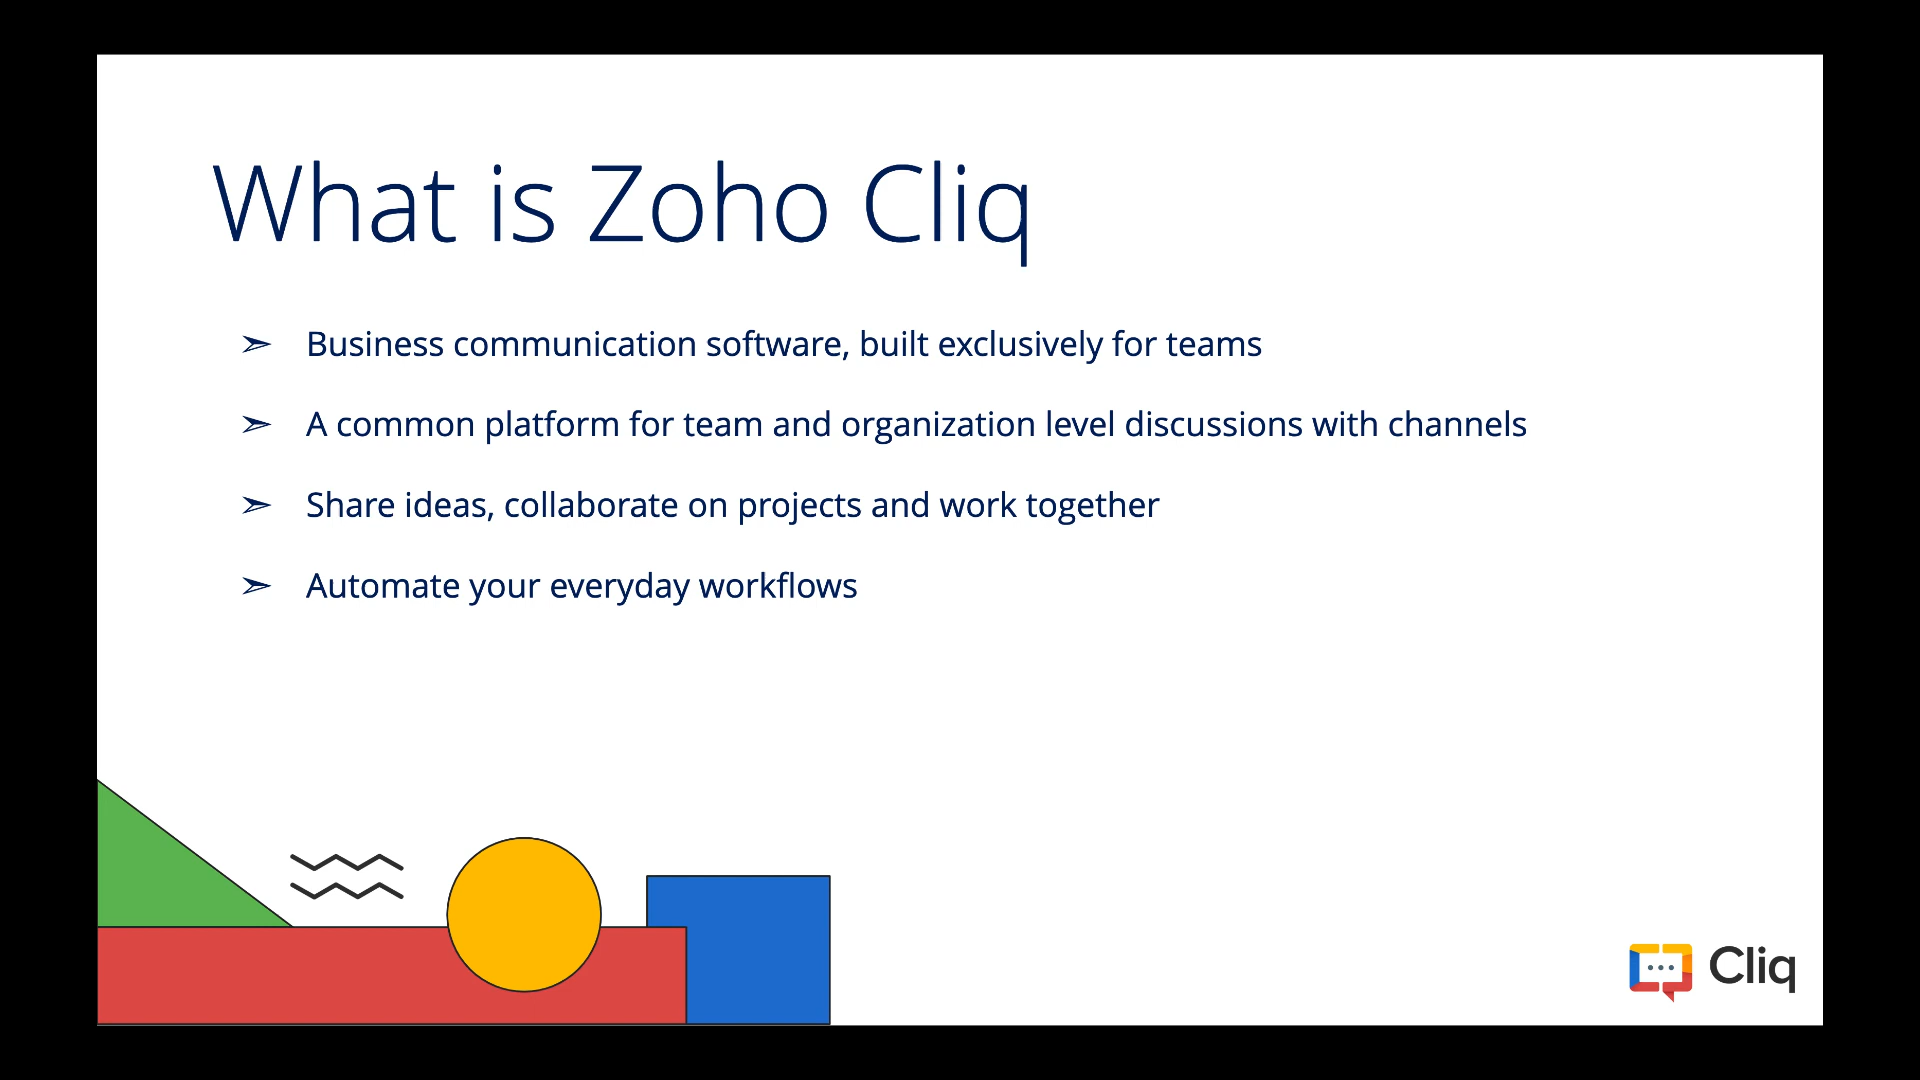 What is Zoho Cliq
➢ Business communication software, built exclusively for teams
➢ A common platform for team and organization level discussions with channels
➢ Share ideas, collaborate on projects and work together
➢ Automate your everyday workflows
Cliq